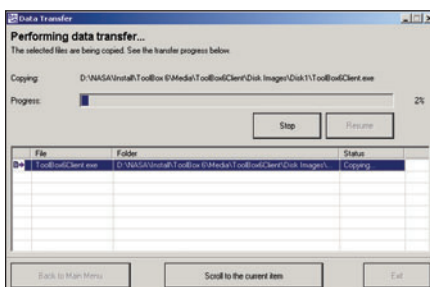 Data Transfer
Performing data transfer...
The selected files are being copied. See the transfer progress below.
Copying: D:\NASA\Install\ToolBox 6\Media\ToolBox6Client\Disk Images\Disk1\ToolBox6Client.exe
Progress: 2%
Stop Resume
File Folder Status
ToolBox6Client.exe D:\NASA\Install\ToolBox 6\Media\ToolBox6Client\Disk Images\... Copying...
Back to Main Menu Scroll to the current item Exit